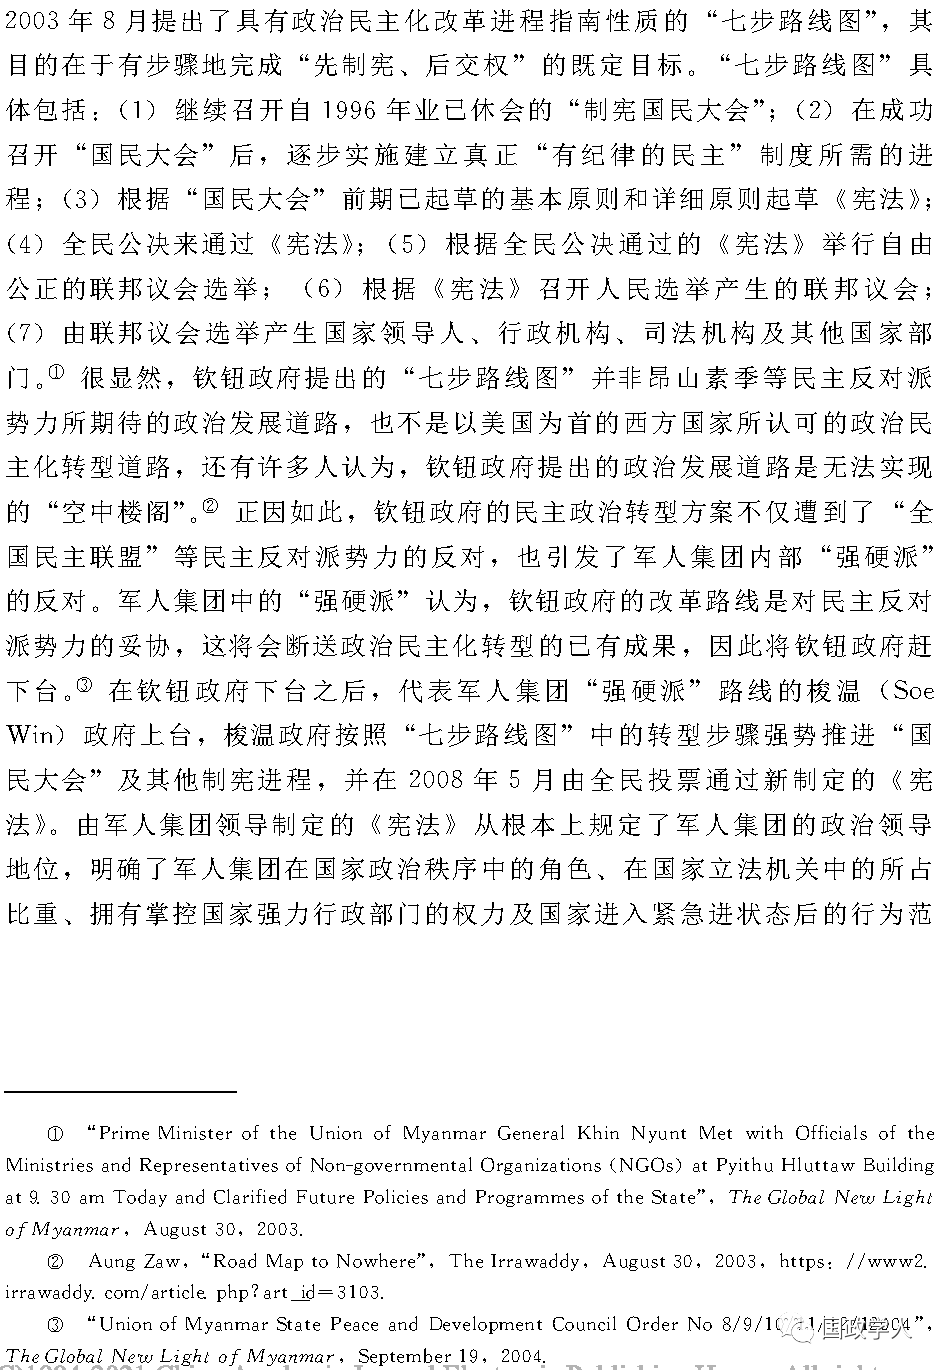 2003 年 8 月提出了具有政治民主化改革进程指南性质的“七步路线图”，其
目的在于有步骤地完成“先制宪、后交权”的既定目标。“七步路线图”具
体包括：（1）继续召开自 1996 年业已休会的“制宪国民大会”；（2）在成功
召开“国民大会”后，逐步实施建立真正“有纪律的民主”制度所需的进
程；（3）根据“国民大会”前期已起草的基本原则和详细原则起草《宪法》；
（4）全民公决来通过《宪法》；（5）根据全民公决通过的《宪法》举行自由
公正的联邦议会选举；（6）根据《宪法》召开人民选举产生的联邦议会；
（7）由联邦议会选举产生国家领导人、行政机构、司法机构及其他国家部
门。① 很显然，钦钮政府提出的“七步路线图”并非昂山素季等民主反对派
势力所期待的政治发展道路，也不是以美国为首的西方国家所认可的政治民
主化转型道路，还有许多人认为，钦钮政府提出的政治发展道路是无法实现
的“空中楼阁”。② 正因如此，钦钮政府的民主政治转型方案不仅遭到了“全
国民主联盟”等民主反对派势力的反对，也引发了军人集团内部“强硬派”
的反对。军人集团中的“强硬派”认为，钦钮政府的改革路线是对民主反对
派势力的妥协，这将会断送政治民主化转型的已有成果，因此将钦钮政府赶
下台。③ 在钦钮政府下台之后，代表军人集团“强硬派”路线的梭温（Soe
Win）政府上台，梭温政府按照“七步路线图”中的转型步骤强势推进“国
民大会”及其他制宪进程，并在 2008 年 5 月由全民投票通过新制定的《宪
法》。由军人集团领导制定的《宪法》从根本上规定了军人集团的政治领导
地位，明确了军人集团在国家政治秩序中的角色、在国家立法机关中的所占
比重、拥有掌控国家强力行政部门的权力及国家进入紧急进状态后的行为范
① “Prime Minister of the Union of Myanmar General Khin Nyunt Met with Officials of the
Ministries and Representatives of Non-governmental Organizations (NGOs) at Pyithu Hluttaw Building
at 9. 30 am Today and Clarified Future Policies and Programmes of the State”, The Global New Light
of Myanmar, August 30, 2003.
② Aung Zaw, “Road Map to Nowhere”, The Irrawaddy, August 30, 2003, https: //www2.
irrawaddy. com/article. php? art_id=3103.
③ “Union of Myanmar State Peace and Development Council Order No 8/9/10 2004”,
The Global New Light of Myanmar, September 19, 2004.
国政学人